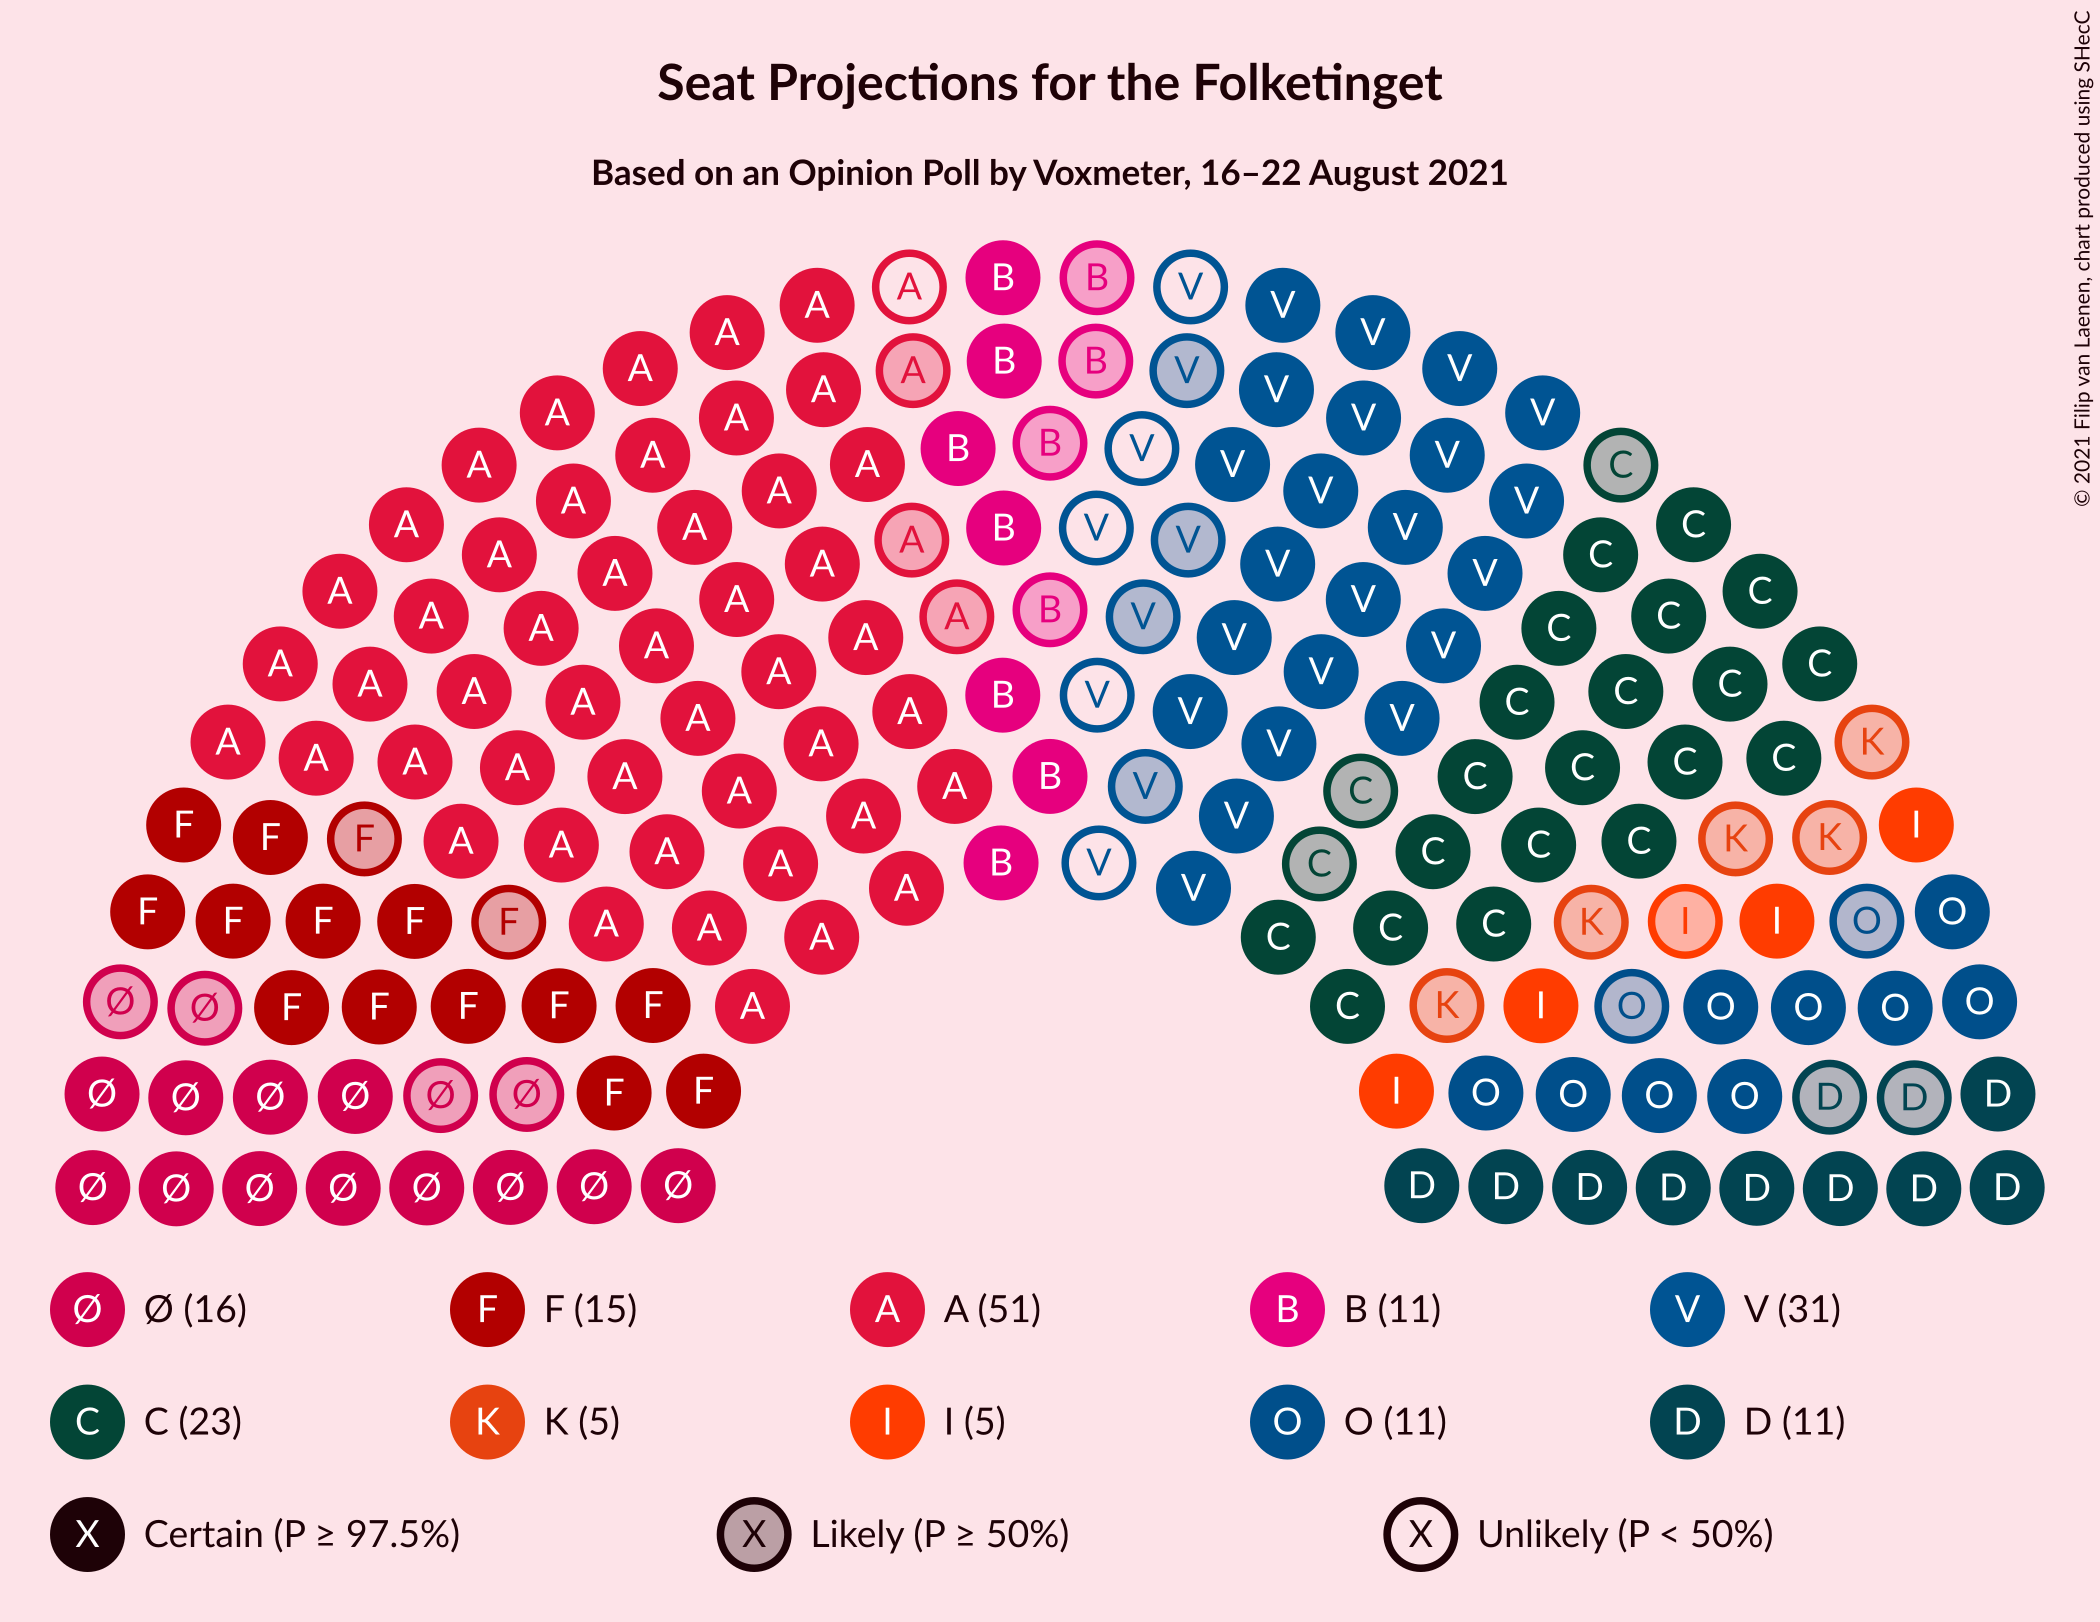 Seat Projections for the Folketinget
Based on an Opinion Poll by Voxmeter, 16–22 August 2021
© 2021 Filip van Laenen, chart produced using SHecC
B B
A V
A V
A V
B B
A A V V
A V
A A V V
B B V
A V
A A V C
A V
A V
A A B V V C
A V
A A V C
A V
A A V C
A A B V C
A A V C
A V
A A V C
A A A B V C C C
A A V V
A A V K
A A A C C C
A A A B V C C
F A V I
F F A A A C C C K K
A B V C
A V
F F F F F A A A C C C K I I O O
Ø Ø F F F F F A C K I O O O O O
Ø Ø Ø Ø Ø Ø F F I O O O O D D D
Ø Ø Ø Ø Ø Ø Ø Ø D D D D D D D D
Ø Ø (16) F F (15) A A (51) B B (11) V V (31)
C C (23) K K (5) I I (5) O O (11) D D (11)
X Certain (P ≥ 97.5%) X Likely (P ≥ 50%) X Unlikely (P < 50%)